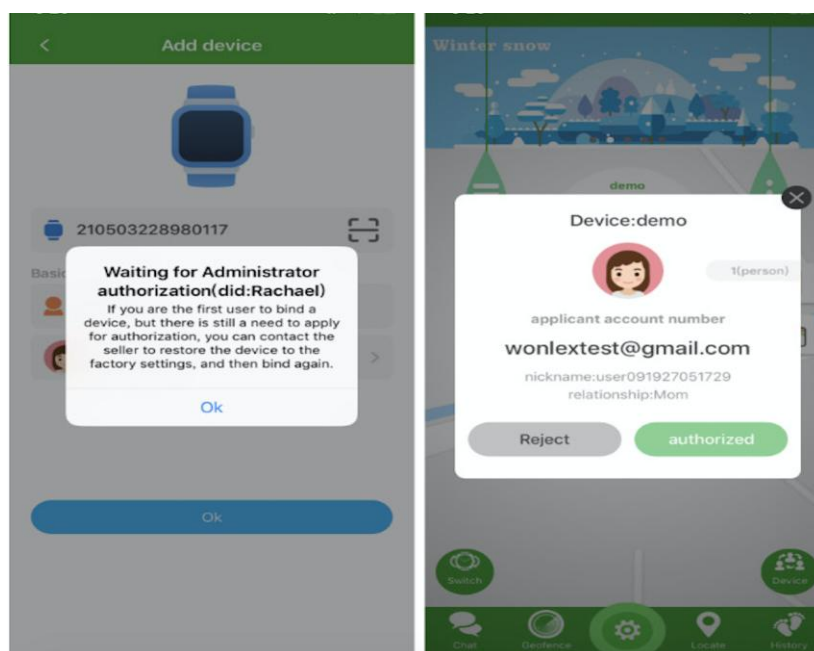 Add device
210503228980117
Basic
Waiting for Administrator
authorization(did:Rachael)
If you are the first user to bind a
device, but there is still a need to apply
for authorization, you can contact the
seller to restore the device to the
factory settings, and then bind again.
Ok
Ok
Winter snow
demo
Device:demo
1(person)
applicant account number
wonlextest@gmail.com
nickname:user091927051729
relationship:Mom
Reject
authorized
Switch
Device
Chat
Geofence
Locate
History